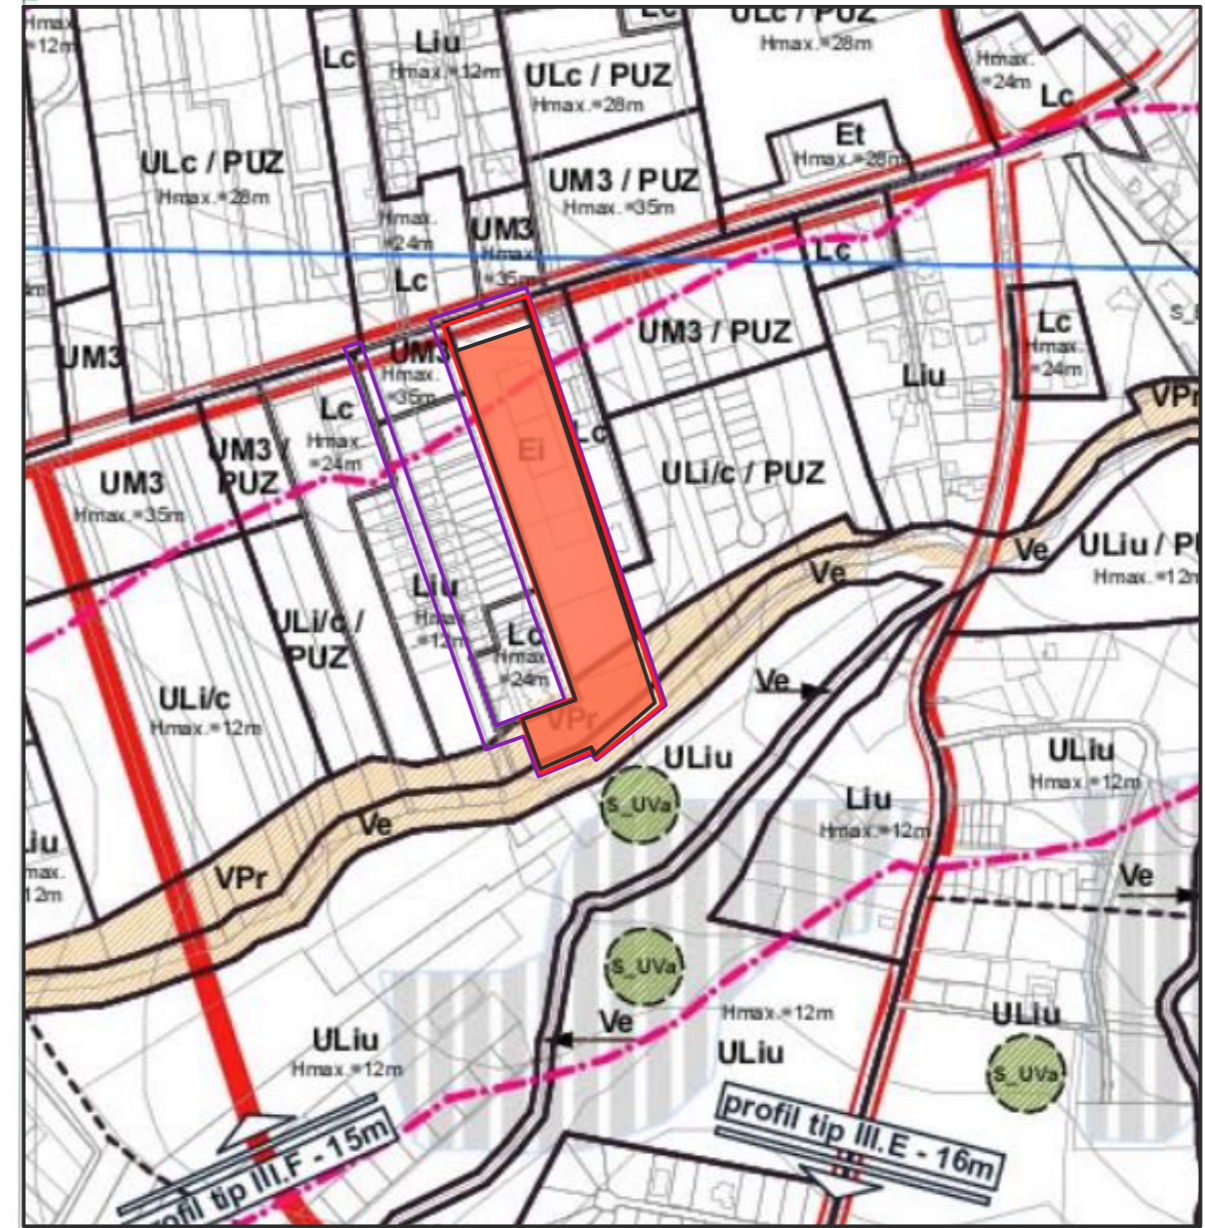 Hmax.
=12m
Lc
Liu
Hmax.=12m
Lc
ULc / PUZ
Hmax.=28m
ULc / PUZ
Hmax.=28m
Hmax.
=24m
Lc
ULc / PUZ
Hmax.=28m
Et
Hmax.=28m
UM3 / PUZ
Hmax.=35m
Hmax.
=24m
Lc
UM3
Hmax.
=35m
Lc
UM3
UM3
Hmax.
=35m
UM3 / PUZ
Lc
Hmax.
=24m
Liu
VPr
Lc
Hmax.
=24m
UM3 /
PUZ
UM3
Hmax.=35m
Ei
Lc
ULi/c / PUZ
Ve
Ve
ULiu / P
Hmax.=12m
Liu
Hmax.
=12m
Lc
Hmax.
=24m
ULi/c /
PUZ
ULi/c
Hmax.=12m
VPr
Ve
ULiu
ULiu
Hmax.=12m
S_UVa
Liu
Hmax.=12m
Ve
VPr
Ve
S_UVa
Ve
Hmax.=12m
ULiu
ULiu
ULiu
Hmax.=12m
S_UVa
profil tip III.E - 16m
ofil tip III.F - 15m